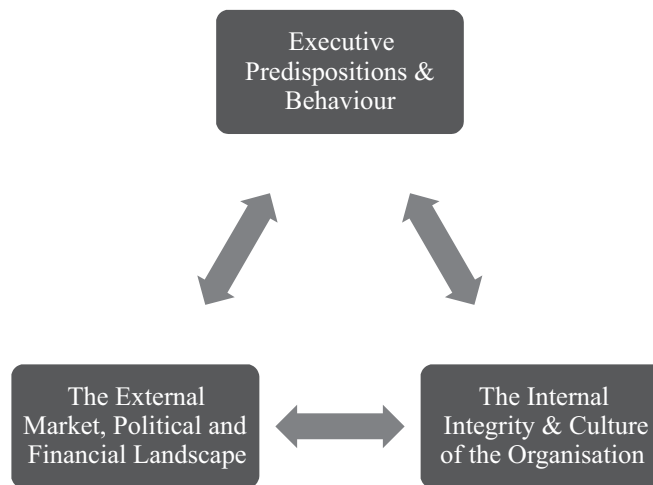 Executive
Predispositions &
Behaviour
The External
Market, Political and
Financial Landscape
The Internal
Integrity & Culture
of the Organisation